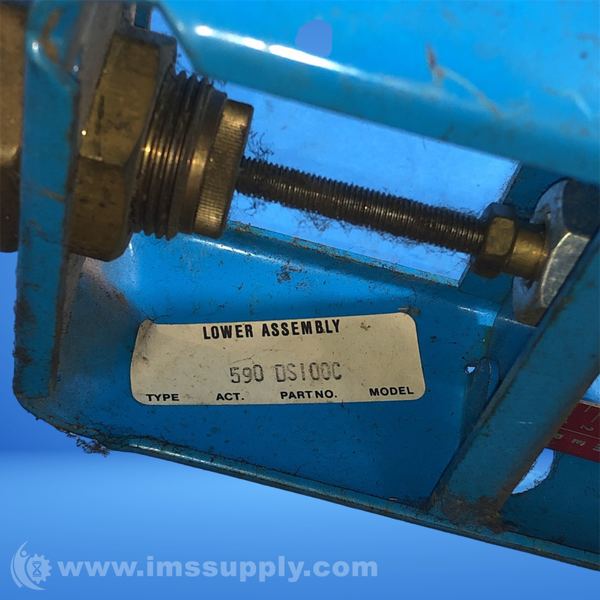 LOWER ASSEMBLY
590 DS100C
TYPE ACT. PART NO. MODEL
www.imssupply.com